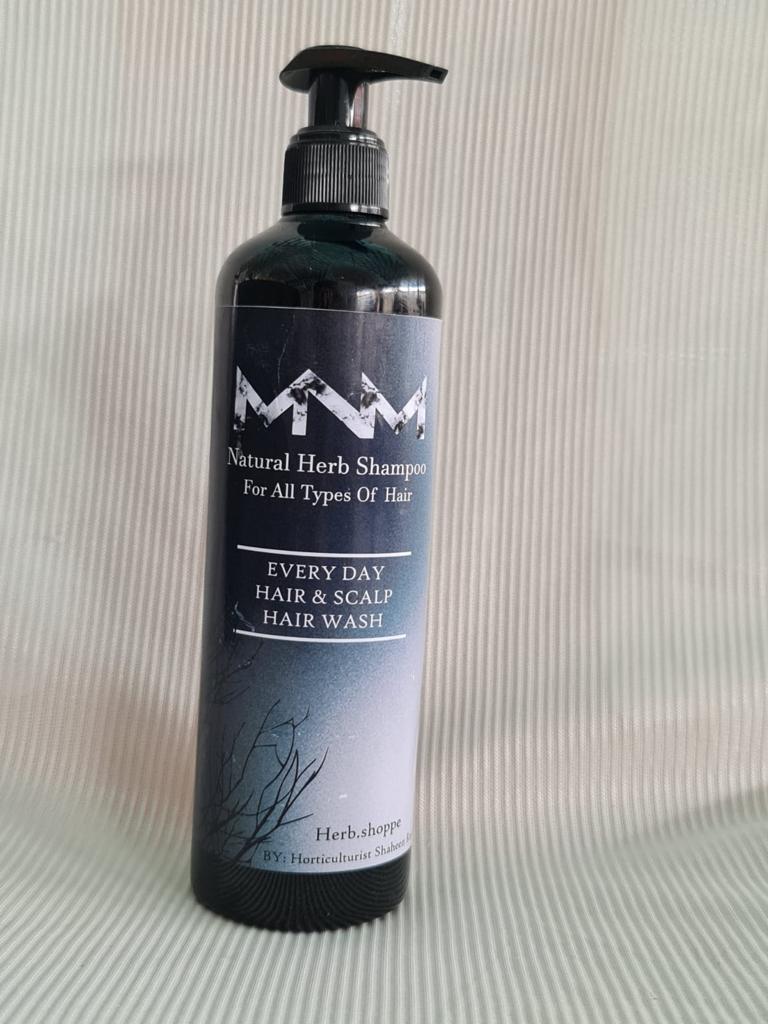 MNM
Natural Herb Shampoo
For All Types Of Hair
EVERY DAY
HAIR & SCALP
HAIR WASH
Herb.shoppe
BY: Horticulturist Shaheen